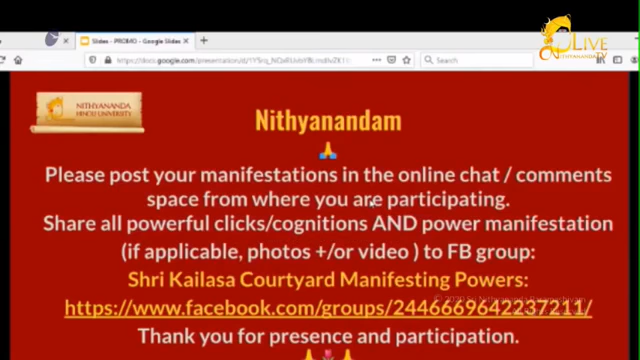 LIVE
NITHYANANDA TV
Slides - PROMO - Google Slides
Search
NITHYANANDA
HINDU UNIVERSITY
Nithyanandam
🙏
Please post your manifestations in the online chat / comments
space from where you are participating.
Share all powerful clicks/cognitions AND power manifestation
(if applicable, photos +/or video ) to FB group:
Shri Kailasa Courtyard Manifesting Powers:
https://www.facebook.com/groups/2446669642237211/
Thank you for presence and participation.